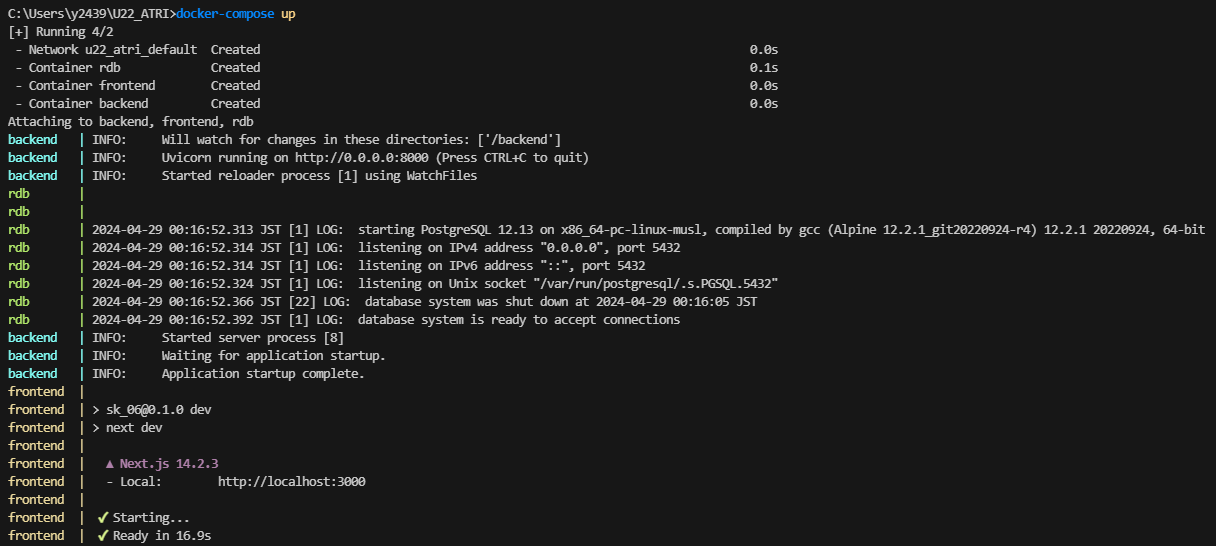 C:\Users\y2439\U22_ATRI>docker-compose up
[+] Running 4/2
 - Network u22_atri_default  Created                                                                      0.0s
 - Container rdb             Created                                                                      0.1s
 - Container frontend        Created                                                                      0.0s
 - Container backend         Created                                                                      0.0s
Attaching to backend, frontend, rdb
backend   | INFO:     Will watch for changes in these directories: ['/backend']
backend   | INFO:     Uvicorn running on http://0.0.0.0:8000 (Press CTRL+C to quit)
backend   | INFO:     Started reloader process [1] using WatchFiles
rdb       |
rdb       |
rdb       | 2024-04-29 00:16:52.313 JST [1] LOG:  starting PostgreSQL 12.13 on x86_64-pc-linux-musl, compiled by gcc (Alpine 12.2.1_git20220924-r4) 12.2.1 20220924, 64-bit
rdb       | 2024-04-29 00:16:52.314 JST [1] LOG:  listening on IPv4 address "0.0.0.0", port 5432
rdb       | 2024-04-29 00:16:52.314 JST [1] LOG:  listening on IPv6 address "::", port 5432
rdb       | 2024-04-29 00:16:52.324 JST [1] LOG:  listening on Unix socket "/var/run/postgresql/.s.PGSQL.5432"
rdb       | 2024-04-29 00:16:52.366 JST [22] LOG:  database system was shut down at 2024-04-29 00:16:05 JST
rdb       | 2024-04-29 00:16:52.392 JST [1] LOG:  database system is ready to accept connections
backend   | INFO:     Started server process [8]
backend   | INFO:     Waiting for application startup.
backend   | INFO:     Application startup complete.
frontend  |
frontend  | > sk_06@0.1.0 dev
frontend  | > next dev
frontend  |
frontend  |   ▲ Next.js 14.2.3
frontend  |   - Local:        http://localhost:3000
frontend  |
frontend  |  ✓ Starting...
frontend  |  ✓ Ready in 16.9s